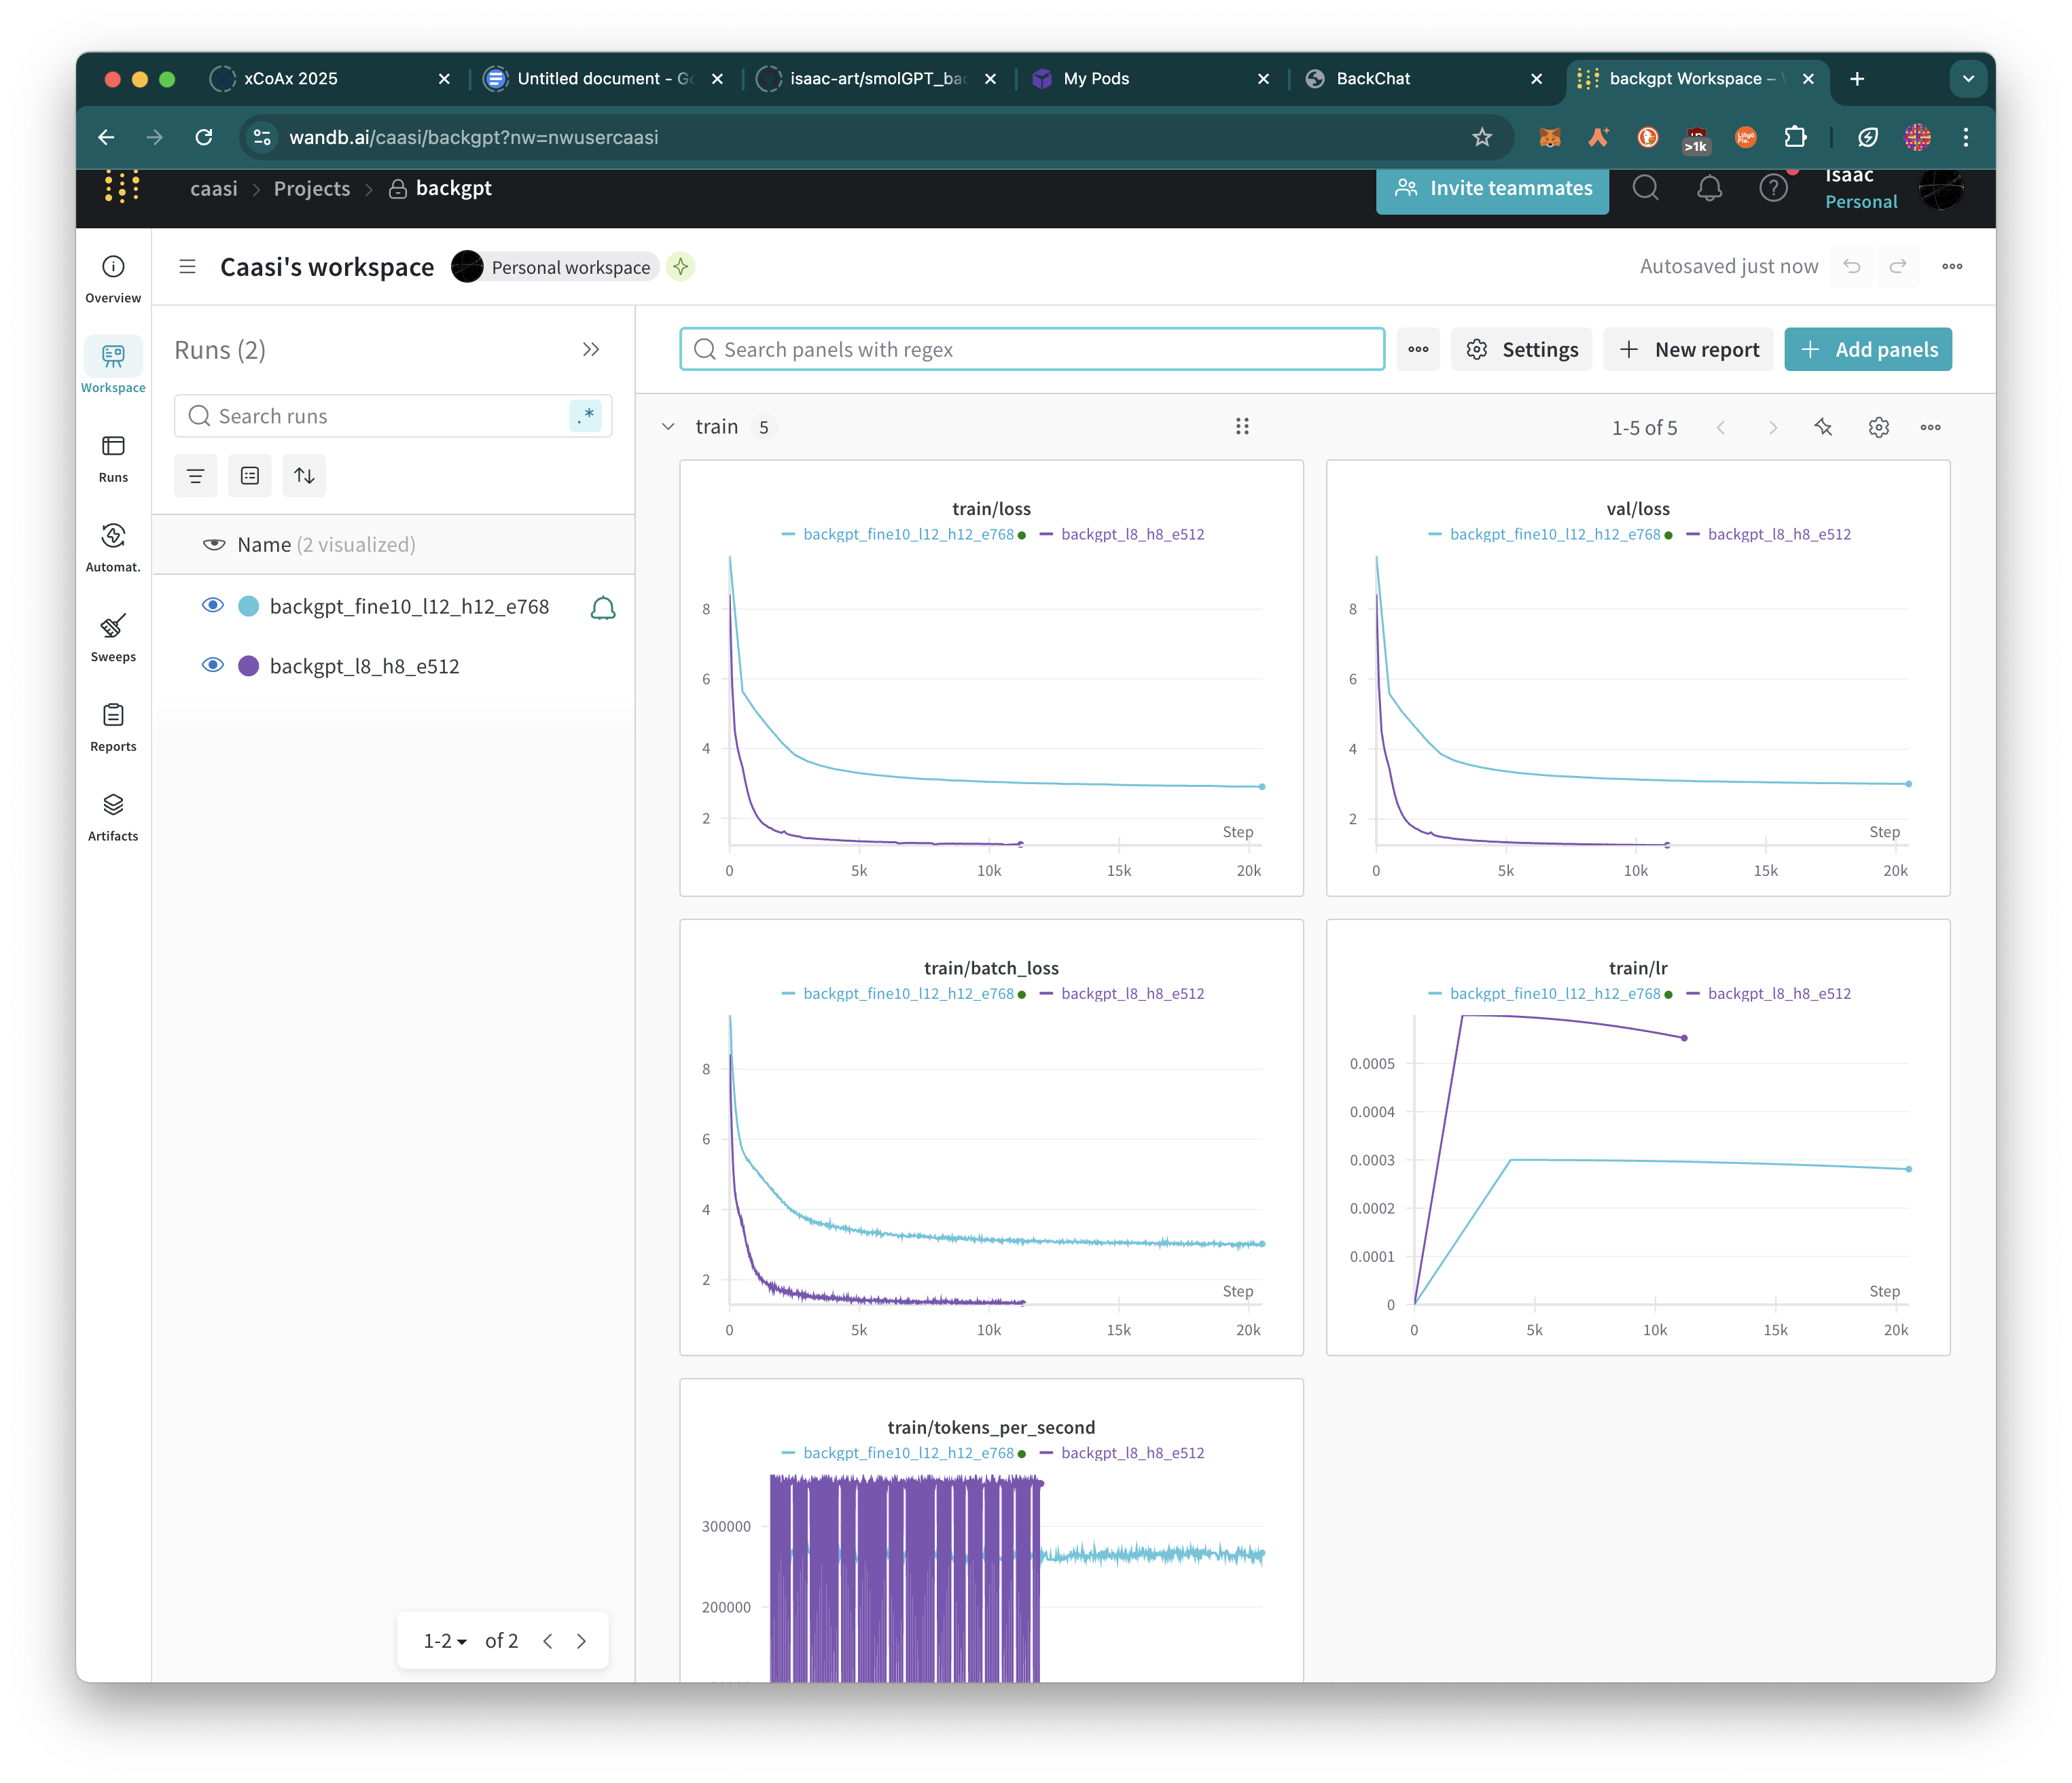 xCoAx 2025
Untitled document - Go
isaac-art/smolGPT_bac
My Pods
BackChat
backgpt Workspace –
wandb.ai/caasi/backgpt?nw=nwusercaasi
>1k
caasi > Projects > backgpt
Invite teammates
Isaac
Personal
Overview
Workspace
Runs
Automat.
Sweeps
Reports
Artifacts
Caasi's workspace
Personal workspace
Autosaved just now
Runs (2)
Search runs
.*
Name (2 visualized)
backgpt_fine10_l12_h12_e768
backgpt_l8_h8_e512
1-2 of 2
Search panels with regex
Settings
New report
Add panels
train 5
1-5 of 5
train/loss
backgpt_fine10_l12_h12_e768 backgpt_l8_h8_e512
8
6
4
2
Step
0 5k 10k 15k 20k
val/loss
backgpt_fine10_l12_h12_e768 backgpt_l8_h8_e512
8
6
4
2
Step
0 5k 10k 15k 20k
train/batch_loss
backgpt_fine10_l12_h12_e768 backgpt_l8_h8_e512
8
6
4
2
Step
0 5k 10k 15k 20k
train/lr
backgpt_fine10_l12_h12_e768 backgpt_l8_h8_e512
0.0005
0.0004
0.0003
0.0002
0.0001
0
Step
0 5k 10k 15k 20k
train/tokens_per_second
backgpt_fine10_l12_h12_e768 backgpt_l8_h8_e512
300000
200000